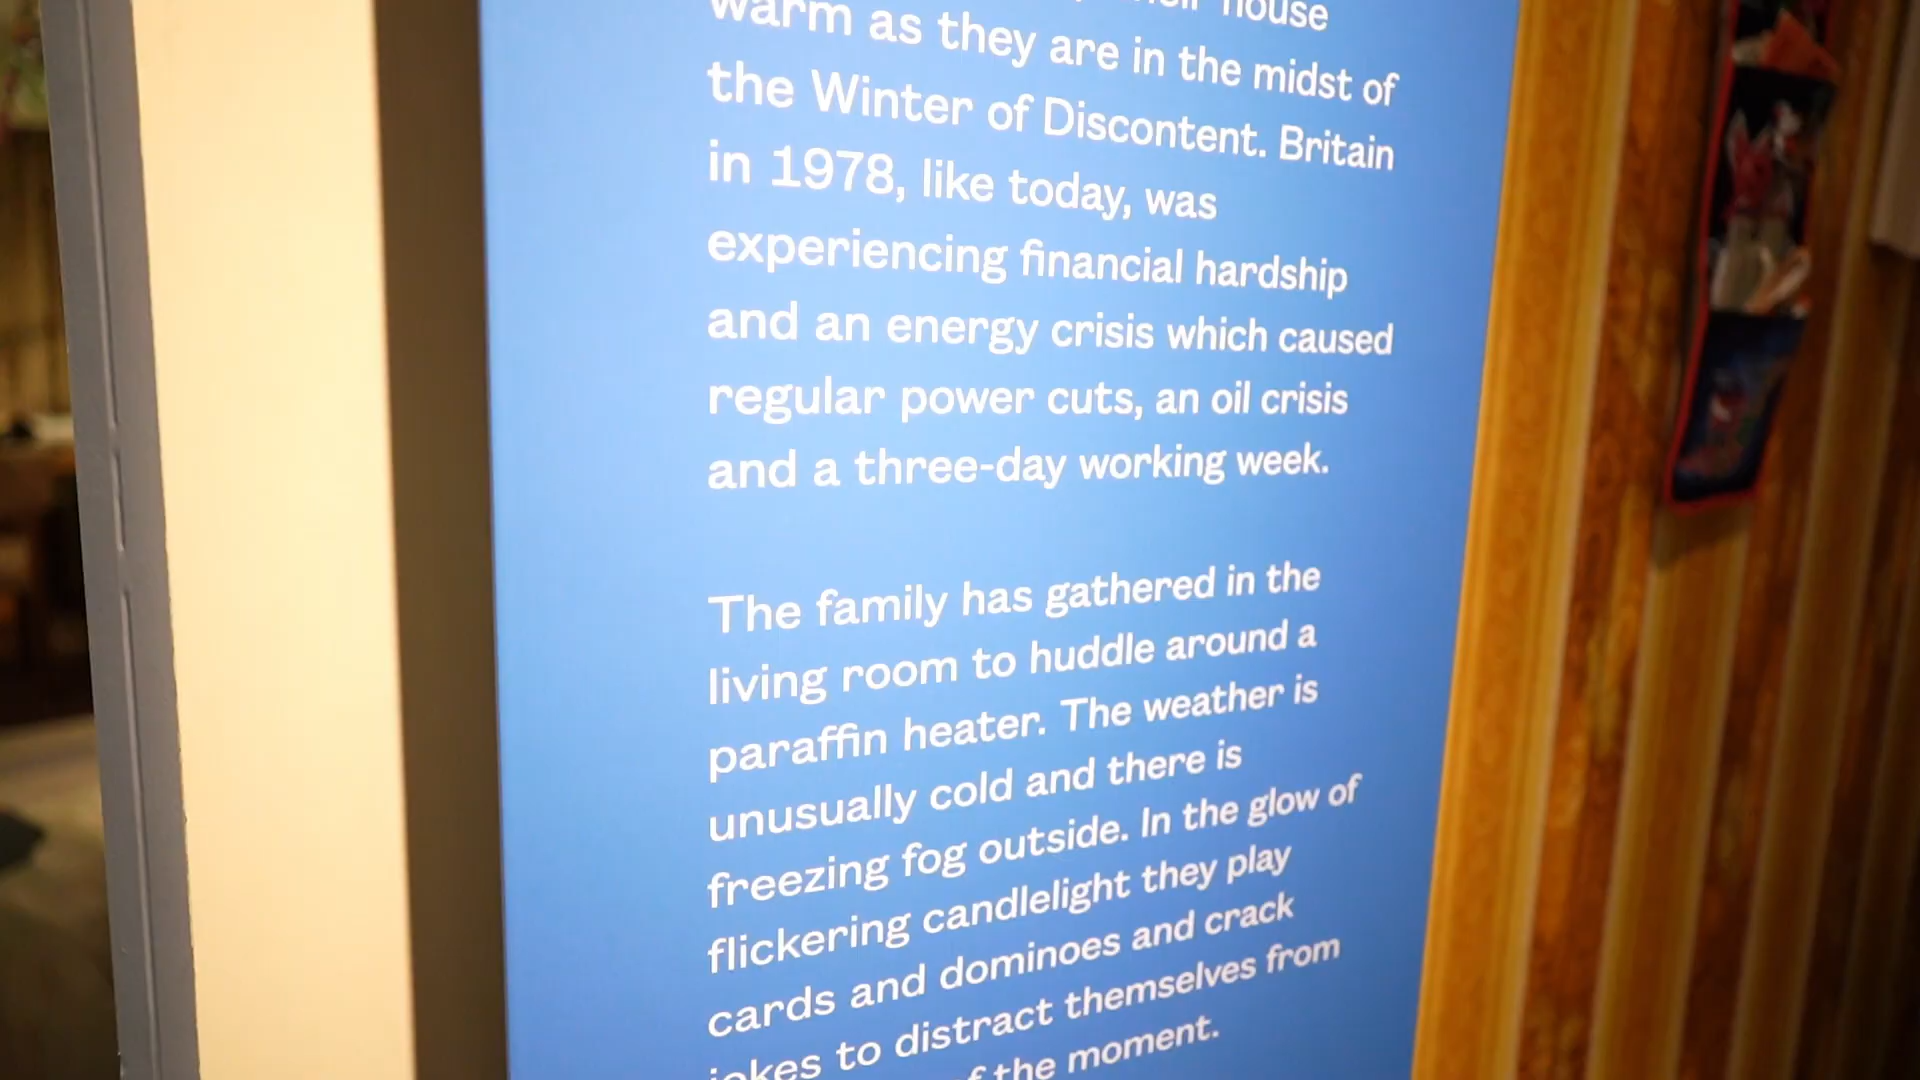 house
warm as they are in the midst of
the Winter of Discontent. Britain
in 1978, like today, was
experiencing financial hardship
and an energy crisis which caused
regular power cuts, an oil crisis
and a three-day working week.
The family has gathered in the
living room to huddle around a
paraffin heater. The weather is
unusually cold and there is
freezing fog outside. In the glow of
flickering candlelight they play
cards and dominoes and crack
jokes to distract themselves from
the moment.